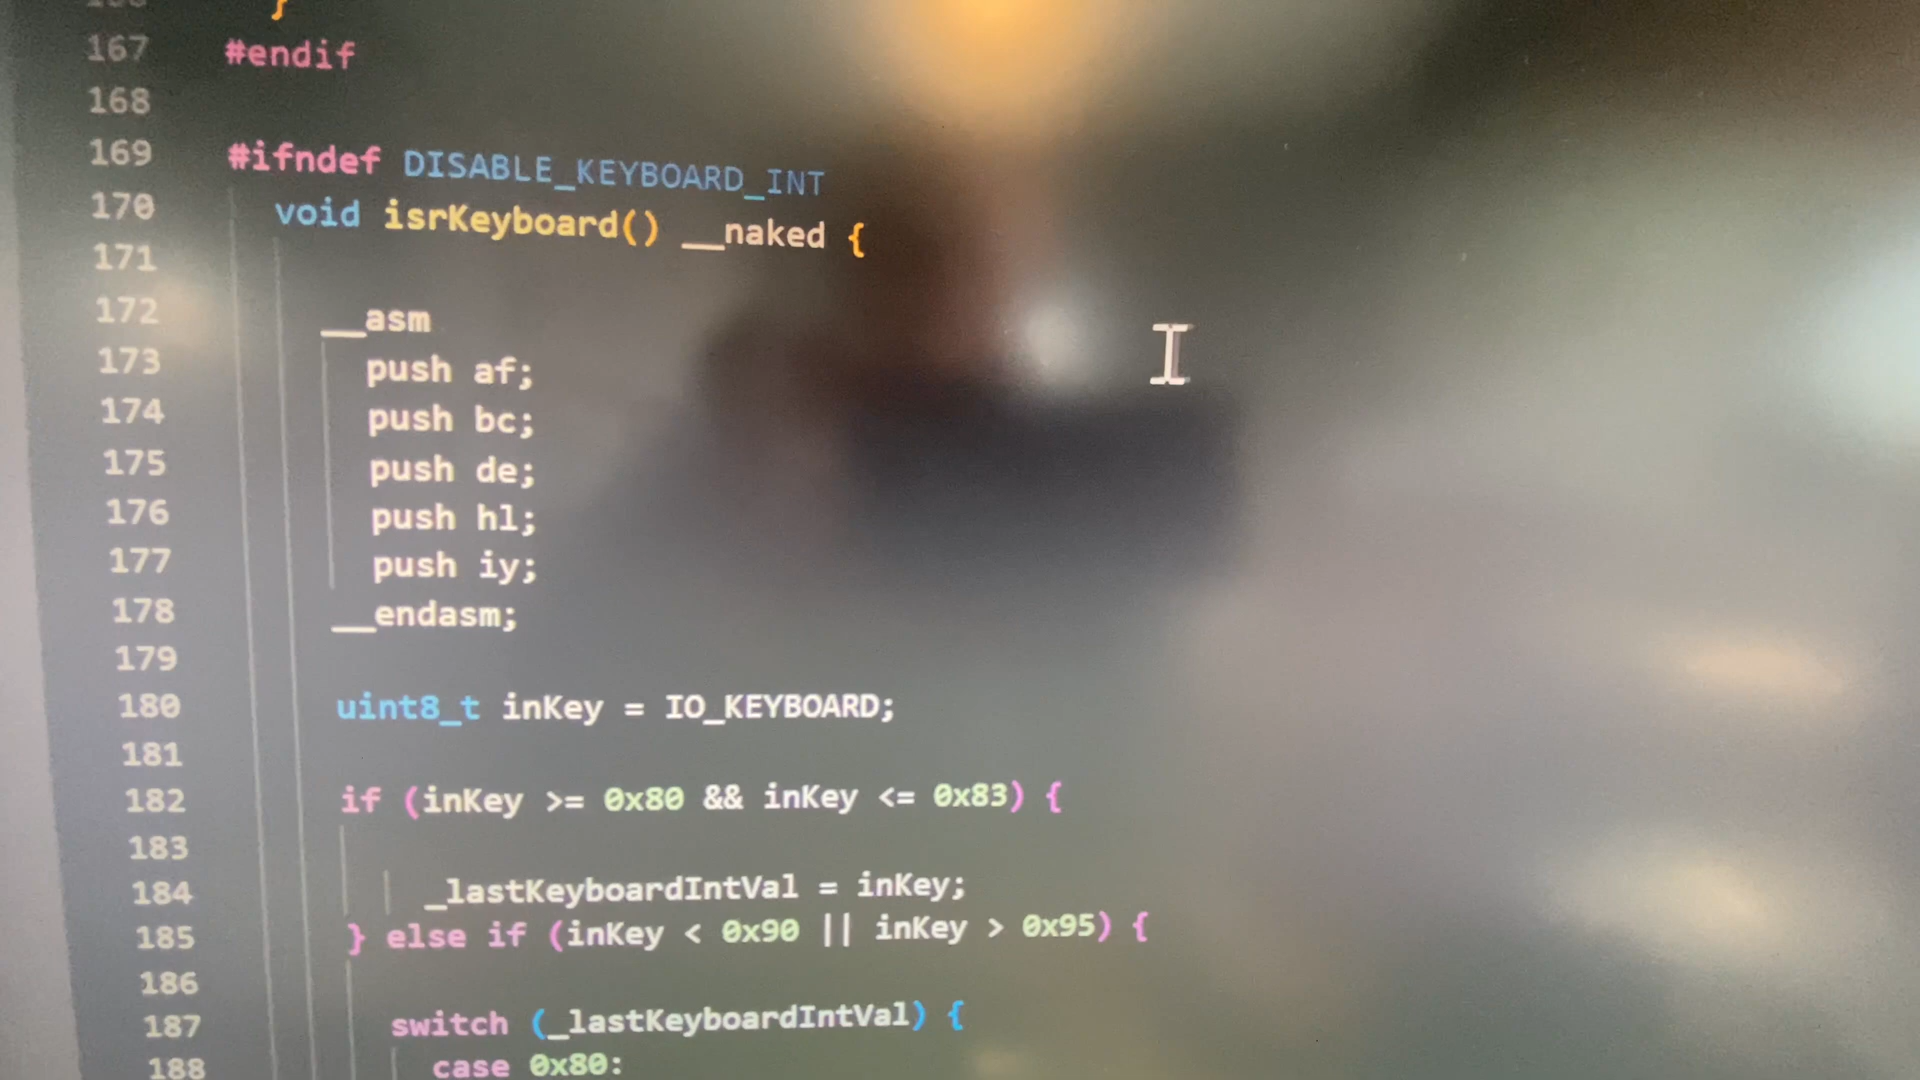 }
167 #endif
168
169 #ifndef DISABLE_KEYBOARD_INT
170 void isrKeyboard() __naked {
171
172 __asm
173 push af;
174 push bc;
175 push de;
176 push hl;
177 push iy;
178 __endasm;
179
180 uint8_t inKey = IO_KEYBOARD;
181
182 if (inKey >= 0x80 && inKey <= 0x83) {
183
184 _lastKeyboardIntVal = inKey;
185 } else if (inKey < 0x90 || inKey > 0x95) {
186
187 switch (_lastKeyboardIntVal) {
188 case 0x80: